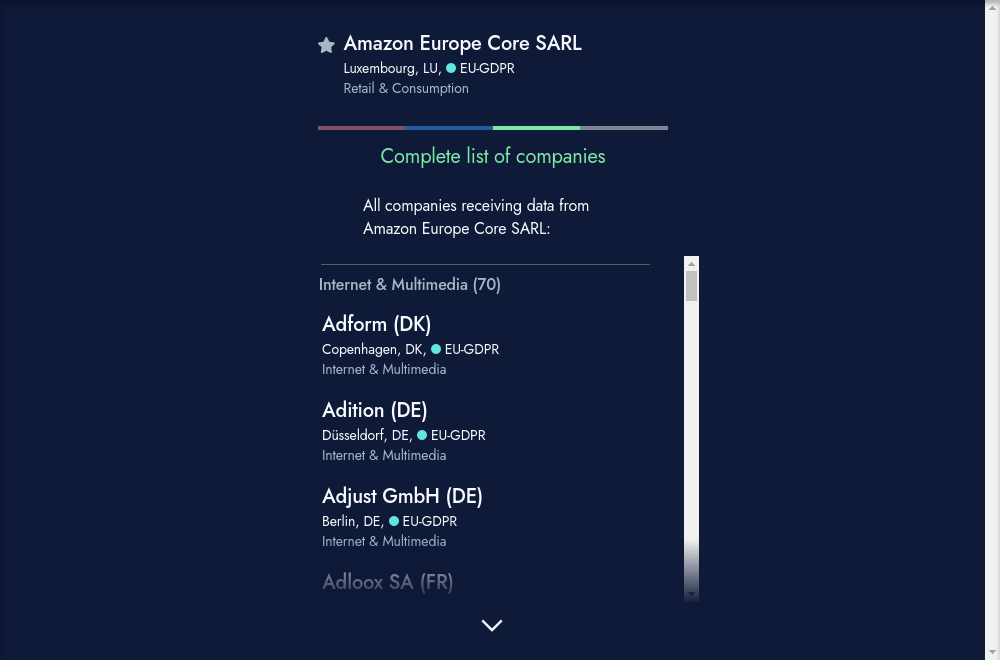 Amazon Europe Core SARL
Luxembourg, LU, EU-GDPR
Retail & Consumption
Complete list of companies
All companies receiving data from
Amazon Europe Core SARL:
Internet & Multimedia (70)
Adform (DK)
Copenhagen, DK, EU-GDPR
Internet & Multimedia
Adition (DE)
Düsseldorf, DE, EU-GDPR
Internet & Multimedia
Adjust GmbH (DE)
Berlin, DE, EU-GDPR
Internet & Multimedia
Adloox SA (FR)